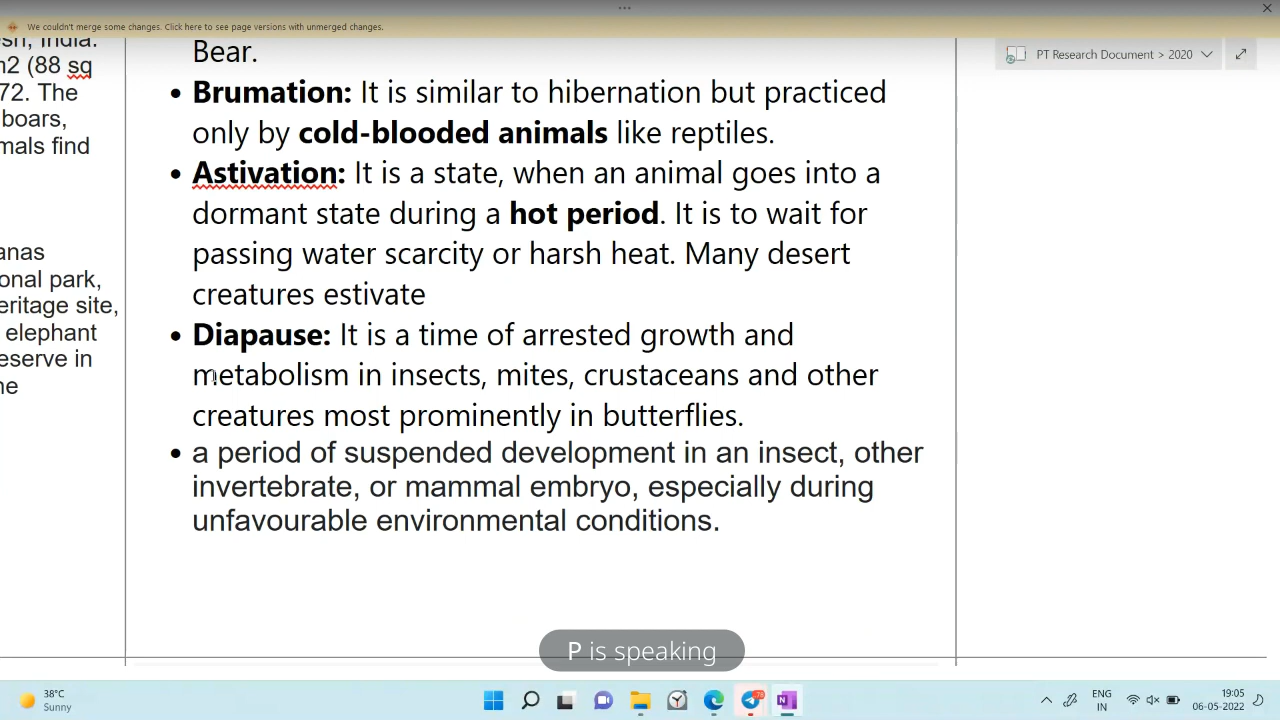 We couldn't merge some changes. Click here to see page versions with unmerged changes.
PT Research Document > 2020
India.
m2 (88 sq
72. The
boars,
mals find
anas
onal park,
eritage site,
elephant
eserve in
ne
Bear.
• Brumation: It is similar to hibernation but practiced
only by cold-blooded animals like reptiles.
• Astivation: It is a state, when an animal goes into a
dormant state during a hot period. It is to wait for
passing water scarcity or harsh heat. Many desert
creatures estivate
• Diapause: It is a time of arrested growth and
metabolism in insects, mites, crustaceans and other
creatures most prominently in butterflies.
• a period of suspended development in an insect, other
invertebrate, or mammal embryo, especially during
unfavourable environmental conditions.
P is speaking
38°C
Sunny
78
N
ENG
IN
19:05
06-05-2022